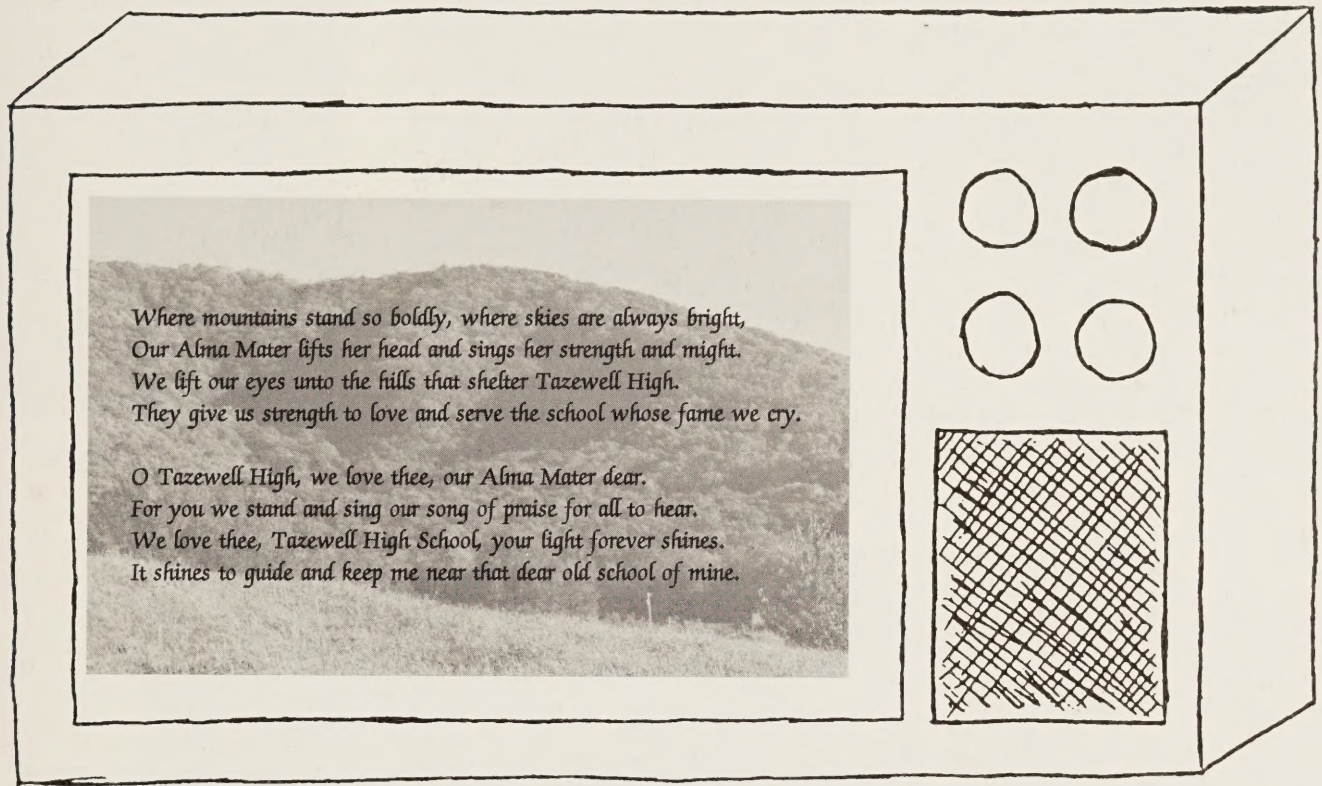 Where mountains stand so boldly, where skies are always bright,
Our Alma Mater lifts her head and sings her strength and might.
We lift our eyes unto the hills that shelter Tazewell High.
They give us strength to love and serve the school whose fame we cry.
O Tazewell High, we love thee, our Alma Mater dear.
For you we stand and sing our song of praise for all to hear.
We love thee, Tazewell High School, your light forever shines.
It shines to guide and keep me near that dear old school of mine.